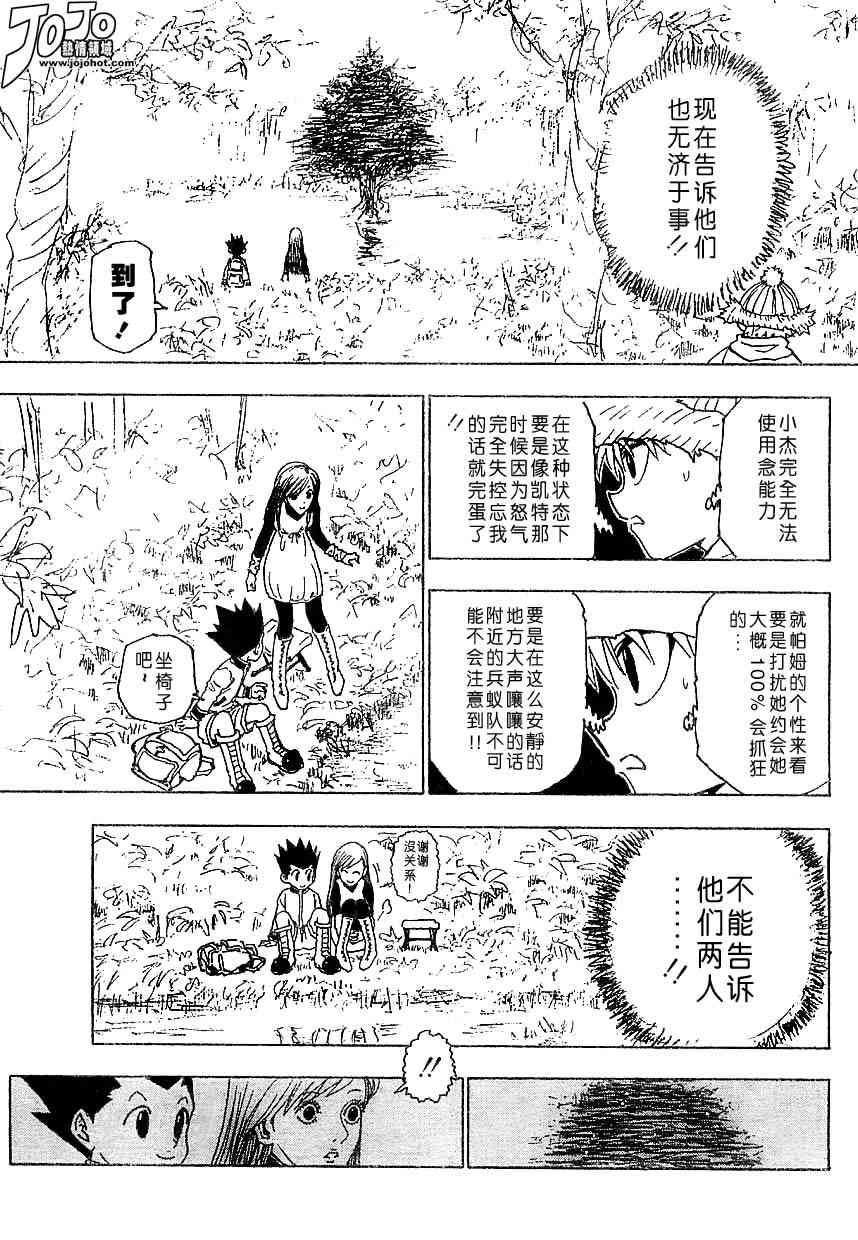 JOJO
熱情領域
www.jojohot.com
现在告诉他们
也无济于事!!
到了!
小杰完全无法
使用念能力
在这种状态下
要是像凯特那
时候因为怒气
完全失控忘我
的话就完蛋了
!!
就帕姆的个性来看
要是打扰她约会她
大概100%会抓狂
的…
要是在这么安静的
地方大声嚷嚷的话
附近的兵蚁队不可
能不会注意到!!
坐椅子
吧~
不能告诉
他们两人
………!!
谢谢
没关系!
!!